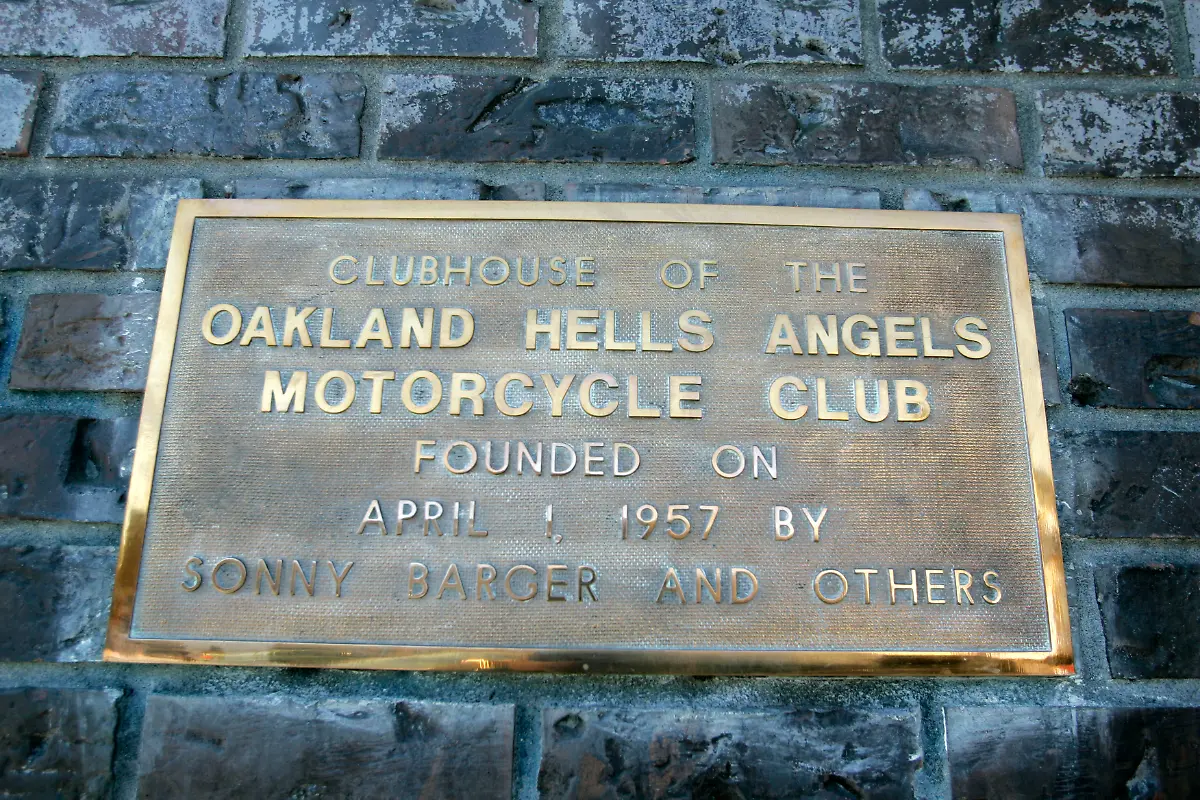 CLUBHOUSE OF THE
OAKLAND HELLS ANGELS
MOTORCYCLE CLUB
FOUNDED ON
APRIL 1, 1957 BY
SONNY BARGER AND OTHERS